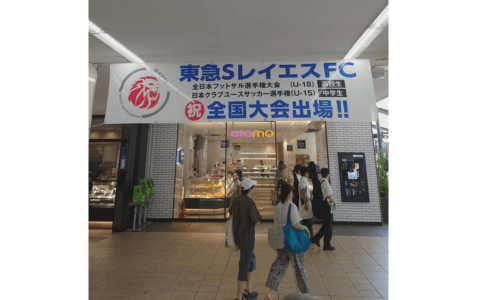 東急SレイエスFC
全日本フットサル選手権大会 (U-18) 高校生
日本クラブユースサッカー選手権(U-15) 中学生
祝 全国大会出場!!
etomo